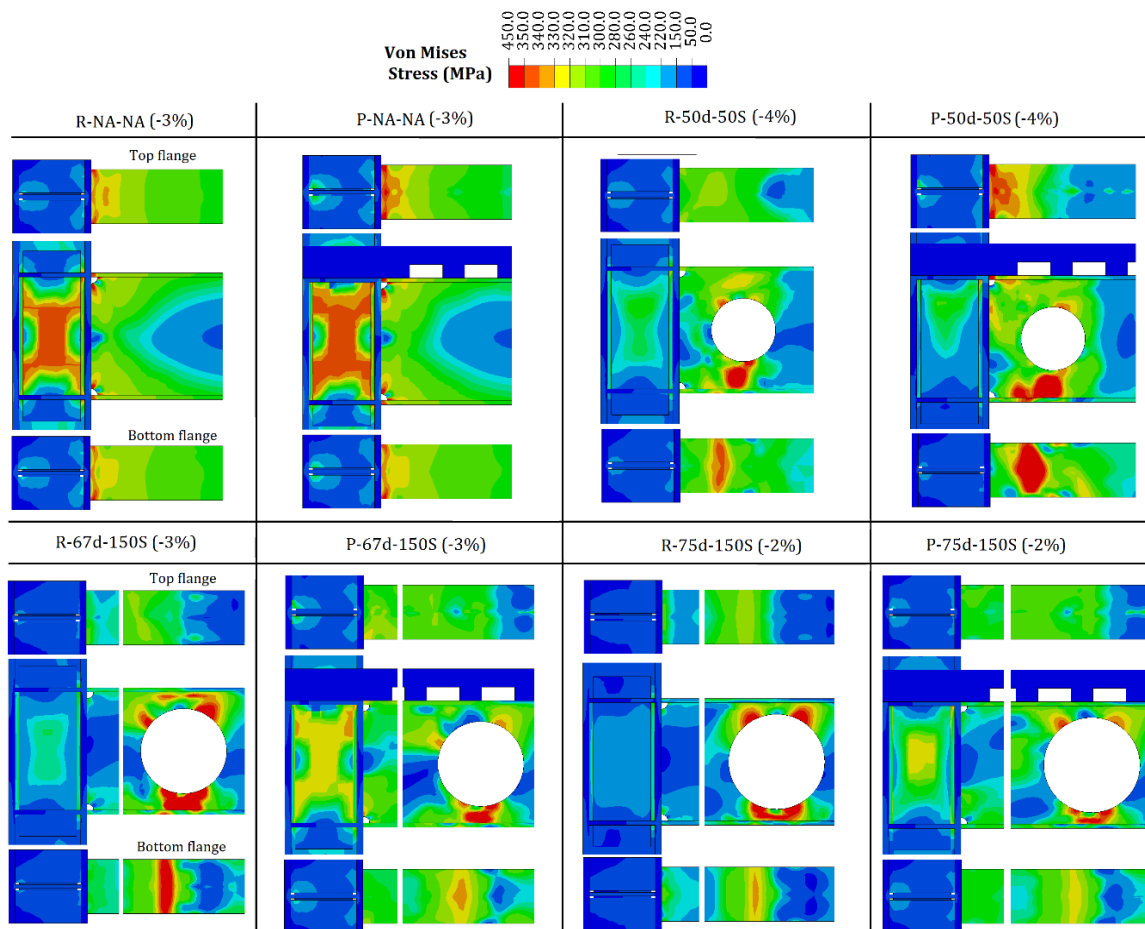 450.0
350.0
340.0
330.0
320.0
310.0
300.0
280.0
260.0
240.0
220.0
150.0
50.0
0.0
Von Mises
Stress (MPa)
R-NA-NA (-3%)
P-NA-NA (-3%)
R-50d-50S (-4%)
P-50d-50S (-4%)
Top flange
Bottom flange
R-67d-150S (-3%)
P-67d-150S (-3%)
R-75d-150S (-2%)
P-75d-150S (-2%)
Top flange
Bottom flange